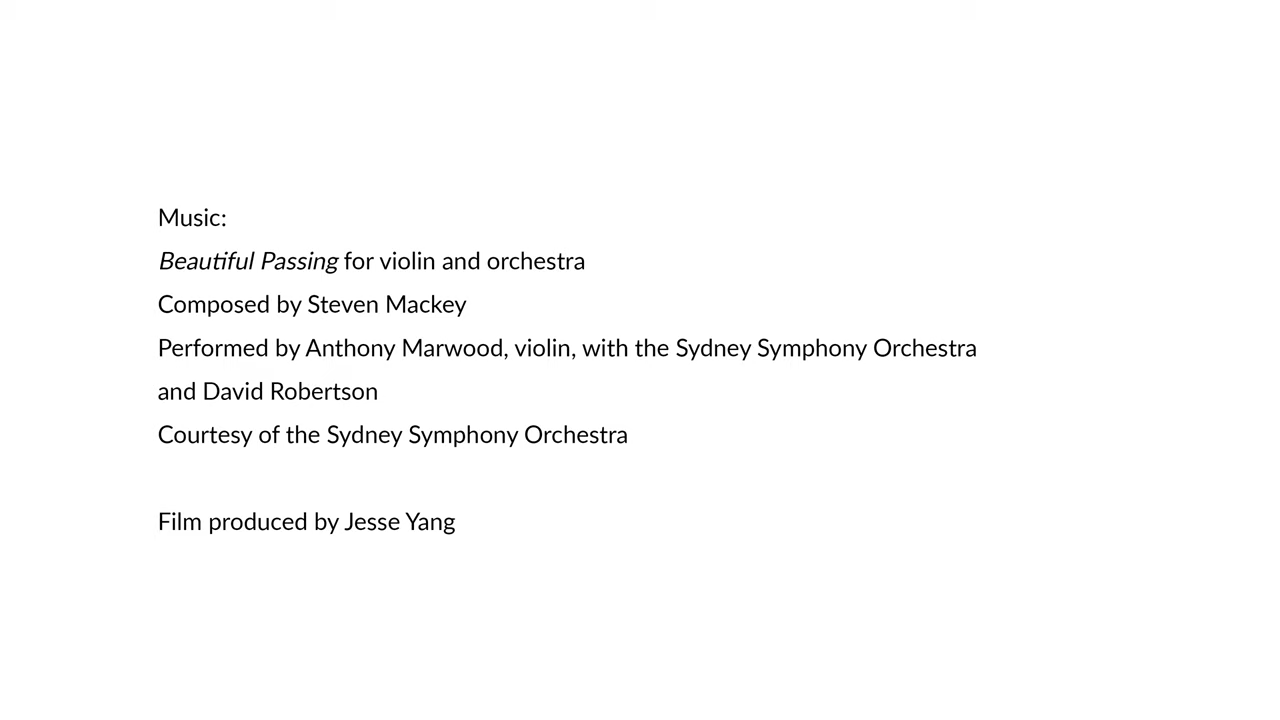 Music:
Beautiful Passing for violin and orchestra
Composed by Steven Mackey
Performed by Anthony Marwood, violin, with the Sydney Symphony Orchestra
and David Robertson
Courtesy of the Sydney Symphony Orchestra
Film produced by Jesse Yang